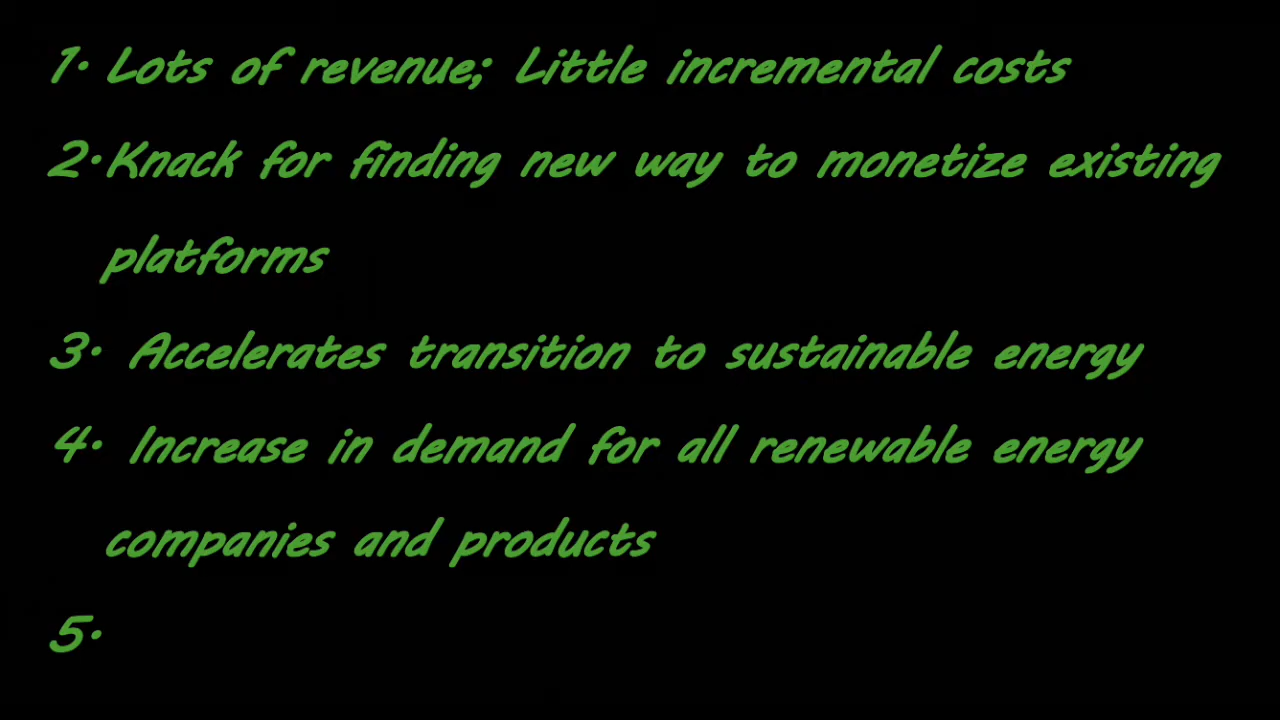 1. Lots of revenue; Little incremental costs
2. Knack for finding new way to monetize existing
platforms
3. Accelerates transition to sustainable energy
4. Increase in demand for all renewable energy
companies and products
5.